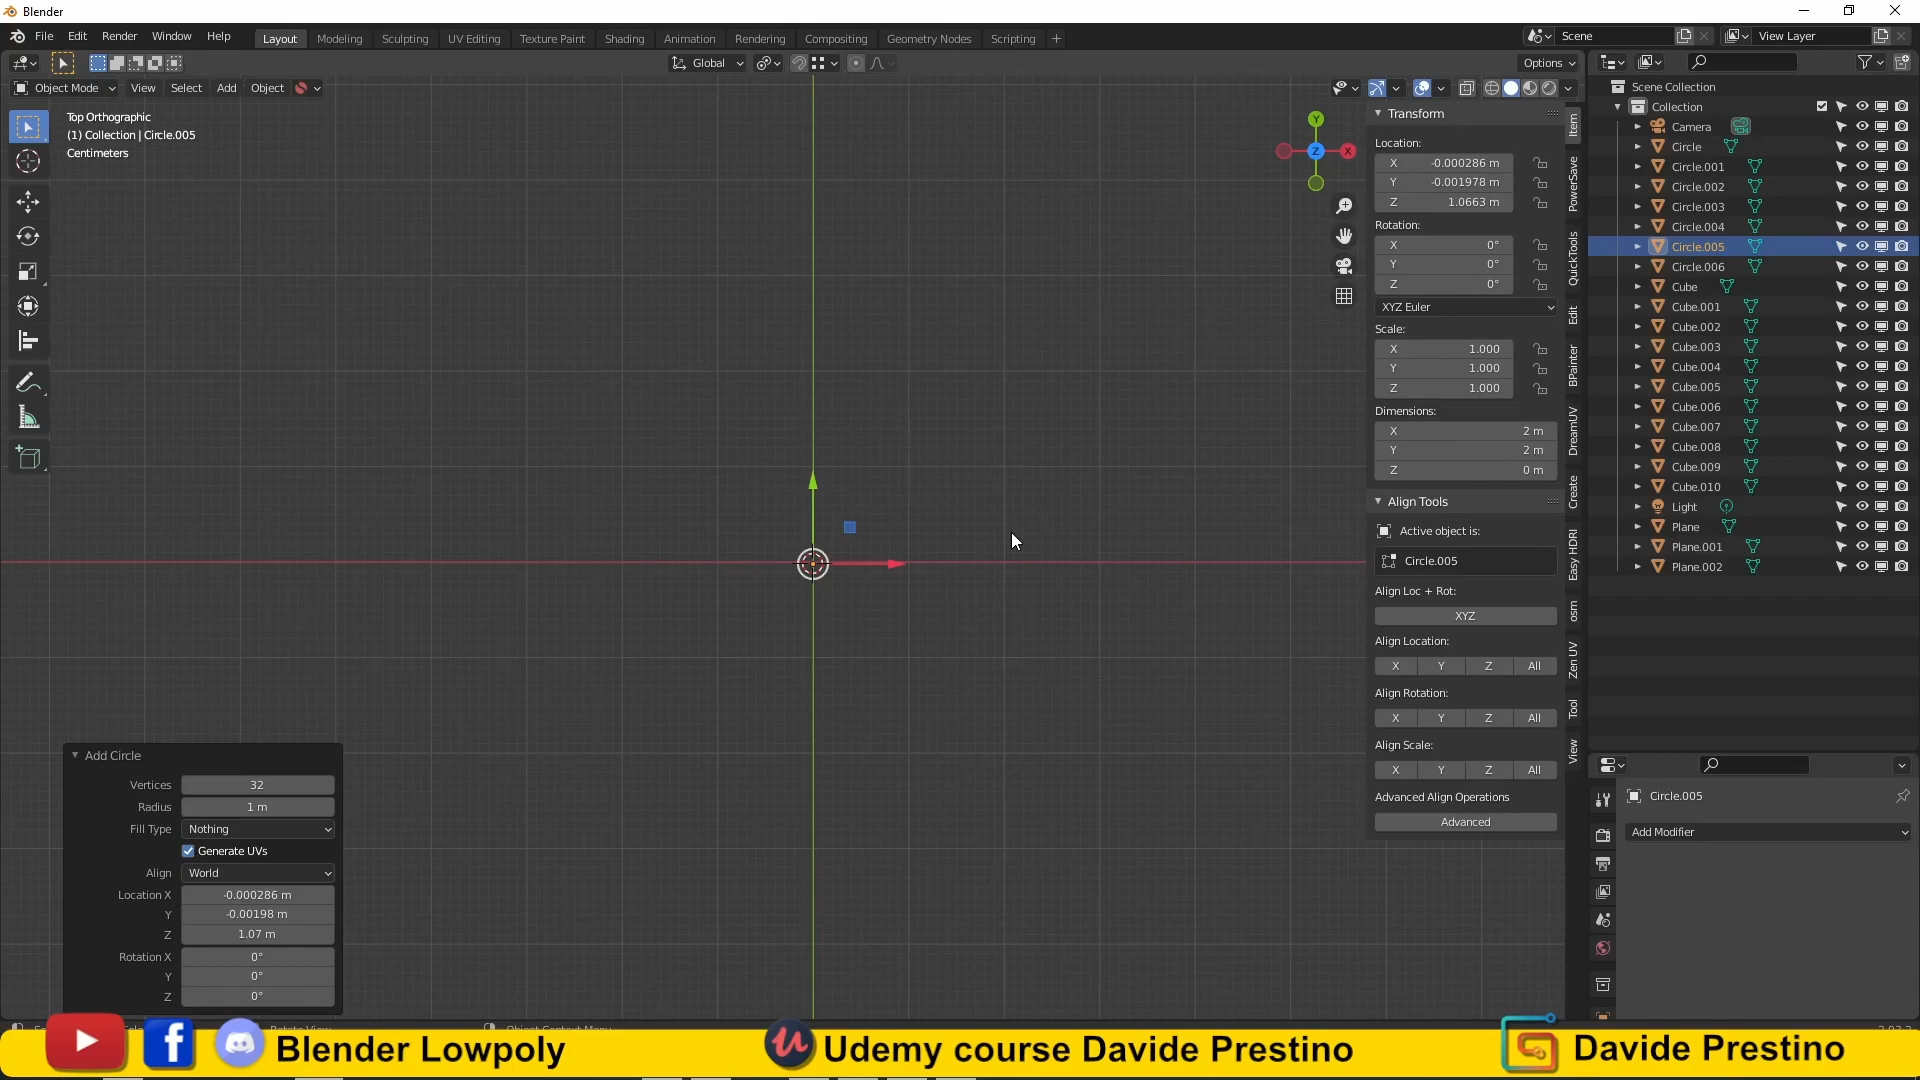 Blender
File Edit Render Window Help
Layout Modeling Sculpting UV Editing Texture Paint Shading Animation Rendering Compositing Geometry Nodes Scripting +
Scene
View Layer
Global
Options
Object Mode View Select Add Object
Top Orthographic
(1) Collection | Circle.005
Centimeters
Y
Z
X
Transform
Location:
X -0.000286 m
Y -0.001978 m
Z 1.0663 m
Rotation:
X 0°
Y 0°
Z 0°
XYZ Euler
Scale:
X 1.000
Y 1.000
Z 1.000
Dimensions:
X 2 m
Y 2 m
Z 0 m
Align Tools
Active object is:
Circle.005
Align Loc + Rot:
XYZ
Align Location:
X Y Z All
Align Rotation:
X Y Z All
Align Scale:
X Y Z All
Advanced Align Operations
Advanced
Item
PowerSave
QuickTools
Edit
BPainter
DreamUV
Create
Easy HDRI
osm
Zen UV
Tool
View
Scene Collection
Collection
Camera
Circle
Circle.001
Circle.002
Circle.003
Circle.004
Circle.005
Circle.006
Cube
Cube.001
Cube.002
Cube.003
Cube.004
Cube.005
Cube.006
Cube.007
Cube.008
Cube.009
Cube.010
Light
Plane
Plane.001
Plane.002
Circle.005
Add Modifier
Add Circle
Vertices 32
Radius 1 m
Fill Type Nothing
Generate UVs
Align World
Location X -0.000286 m
Y -0.00198 m
Z 1.07 m
Rotation X 0°
Y 0°
Z 0°
Blender Lowpoly
Udemy course Davide Prestino
Davide Prestino